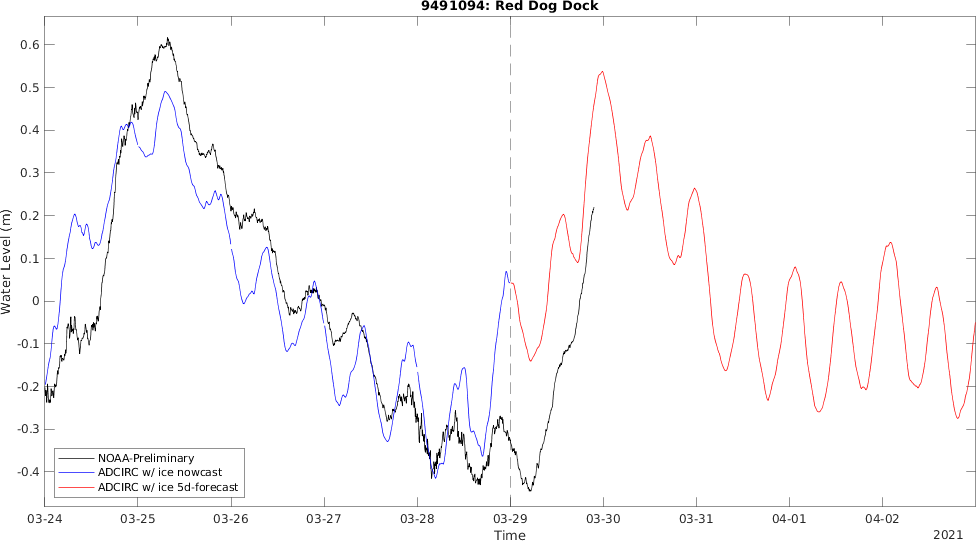 9491094: Red Dog Dock
Water Level (m)
0.6
0.5
0.4
0.3
0.2
0.1
0
-0.1
-0.2
-0.3
-0.4
NOAA-Preliminary
ADCIRC w/ ice nowcast
ADCIRC w/ ice 5d-forecast
03-24 03-25 03-26 03-27 03-28 03-29 03-30 03-31 04-01 04-02
Time
2021